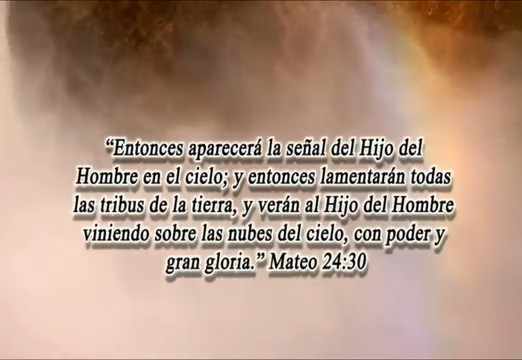 “Entonces aparecerá la señal del Hijo del
Hombre en el cielo; y entonces lamentarán todas
las tribus de la tierra, y verán al Hijo del Hombre
viniendo sobre las nubes del cielo, con poder y
gran gloria.” Mateo 24:30